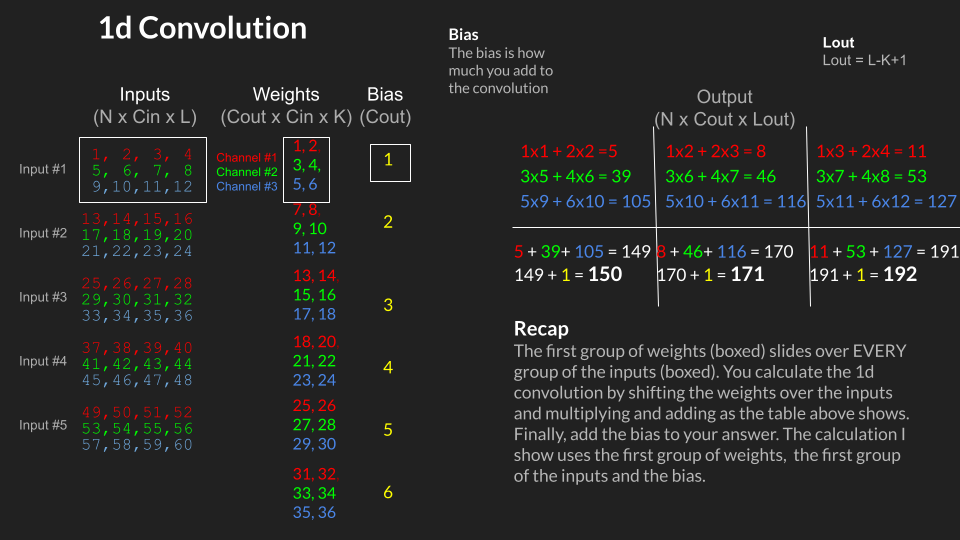 1d Convolution
Bias
The bias is how
much you add to
the convolution
Lout
Lout = L-K+1
Inputs
(N x Cin x L)
Weights
(Cout x Cin x K)
Bias
(Cout)
Output
(N x Cout x Lout)
Input #1
1, 2, 3, 4
5, 6, 7, 8
9,10,11,12
Channel #1
Channel #2
Channel #3
1, 2,
3, 4,
5, 6
1
Input #2
13,14,15,16
17,18,19,20
21,22,23,24
7, 8
9, 10
11, 12
2
Input #3
25,26,27,28
29,30,31,32
33,34,35,36
13, 14
15, 16
17, 18
3
Input #4
37,38,39,40
41,42,43,44
45,46,47,48
18, 20
21, 22
23, 24
4
Input #5
49,50,51,52
53,54,55,56
57,58,59,60
25, 26
27, 28
29, 30
5
31, 32
33, 34
35, 36
6
1x1 + 2x2 =5
3x5 + 4x6 = 39
5x9 + 6x10 = 105
1x2 + 2x3 = 8
3x6 + 4x7 = 46
5x10 + 6x11 = 116
1x3 + 2x4 = 11
3x7 + 4x8 = 53
5x11 + 6x12 = 127
5 + 39+ 105 = 149
149 + 1 = 150
8 + 46+ 116 = 170
170 + 1 = 171
11 + 53 + 127 = 191
191 + 1 = 192
Recap
The first group of weights (boxed) slides over EVERY
group of the inputs (boxed). You calculate the 1d
convolution by shifting the weights over the inputs
and multiplying and adding as the table above shows.
Finally, add the bias to your answer. The calculation I
show uses the first group of weights, the first group
of the inputs and the bias.